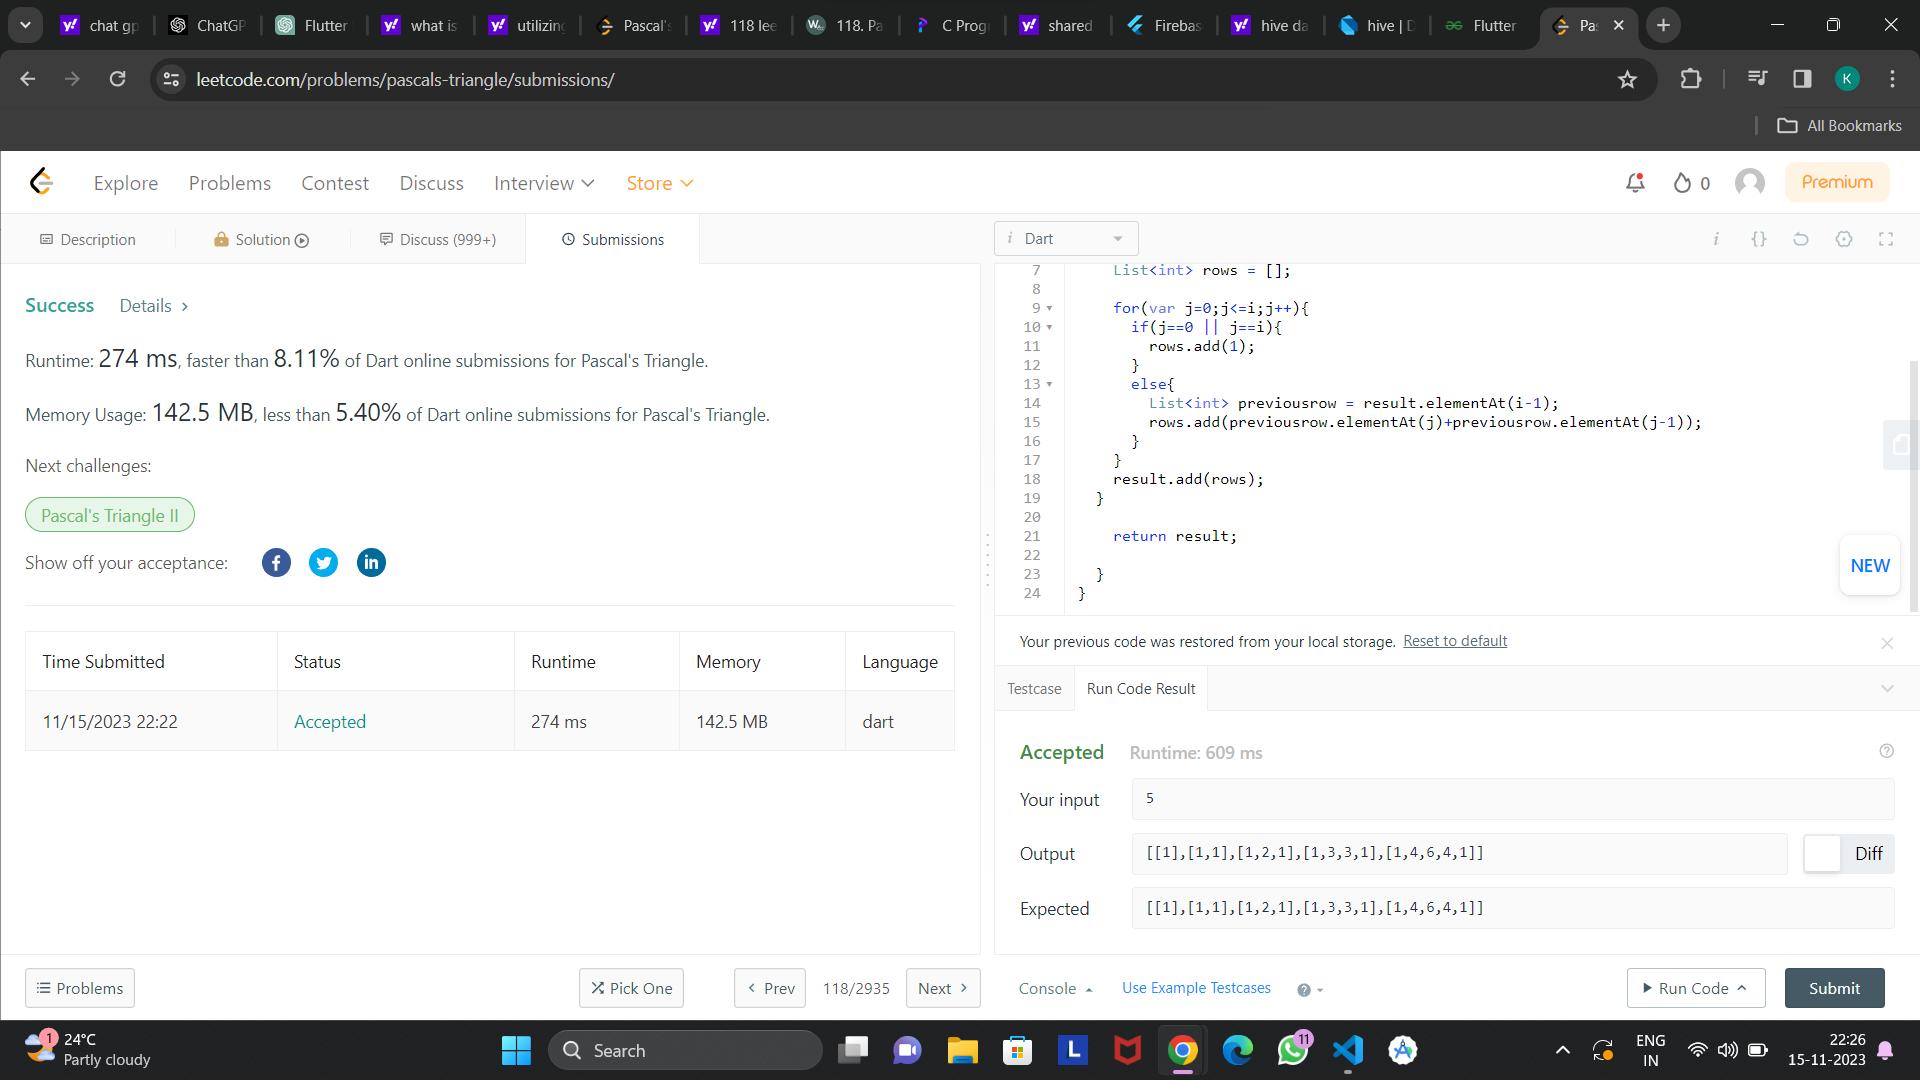 chat gp
ChatGP
Flutter
what is
utilizing
Pascal's
118 lee
118. Pa
C Prog
shared
Firebas
hive da
hive | D
Flutter
Pas
leetcode.com/problems/pascals-triangle/submissions/
K
All Bookmarks
Explore
Problems
Contest
Discuss
Interview
Store
0
Premium
Description
Solution
Discuss (999+)
Submissions
i Dart
Success Details
Runtime: 274 ms, faster than 8.11% of Dart online submissions for Pascal's Triangle.
Memory Usage: 142.5 MB, less than 5.40% of Dart online submissions for Pascal's Triangle.
Next challenges:
Pascal's Triangle II
Show off your acceptance:
Time Submitted Status Runtime Memory Language
11/15/2023 22:22 Accepted 274 ms 142.5 MB dart
7 List<int> rows = [];
8
9 for(var j=0;j<=i;j++){
10 if(j==0 || j==i){
11 rows.add(1);
12 }
13 else{
14 List<int> previousrow = result.elementAt(i-1);
15 rows.add(previousrow.elementAt(j)+previousrow.elementAt(j-1));
16 }
17 }
18 result.add(rows);
19 }
20
21 return result;
22
23 }
24 }
NEW
Your previous code was restored from your local storage. Reset to default
Testcase Run Code Result
Accepted Runtime: 609 ms
Your input 5
Output [[1],[1,1],[1,2,1],[1,3,3,1],[1,4,6,4,1]] Diff
Expected [[1],[1,1],[1,2,1],[1,3,3,1],[1,4,6,4,1]]
Problems
Pick One
Prev
118/2935
Next
Console
Use Example Testcases
Run Code
Submit
1 24°C
Partly cloudy
Search
L
11
ENG
IN
22:26
15-11-2023